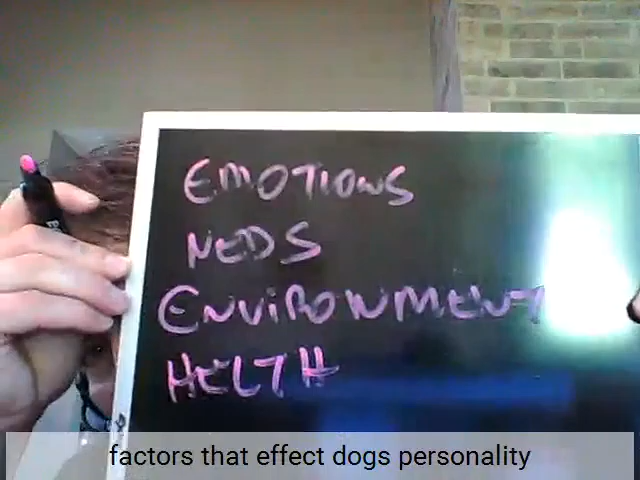 EMOTIONS
NEDS
ENVIRONMENT
HELTH
factors that effect dogs personality